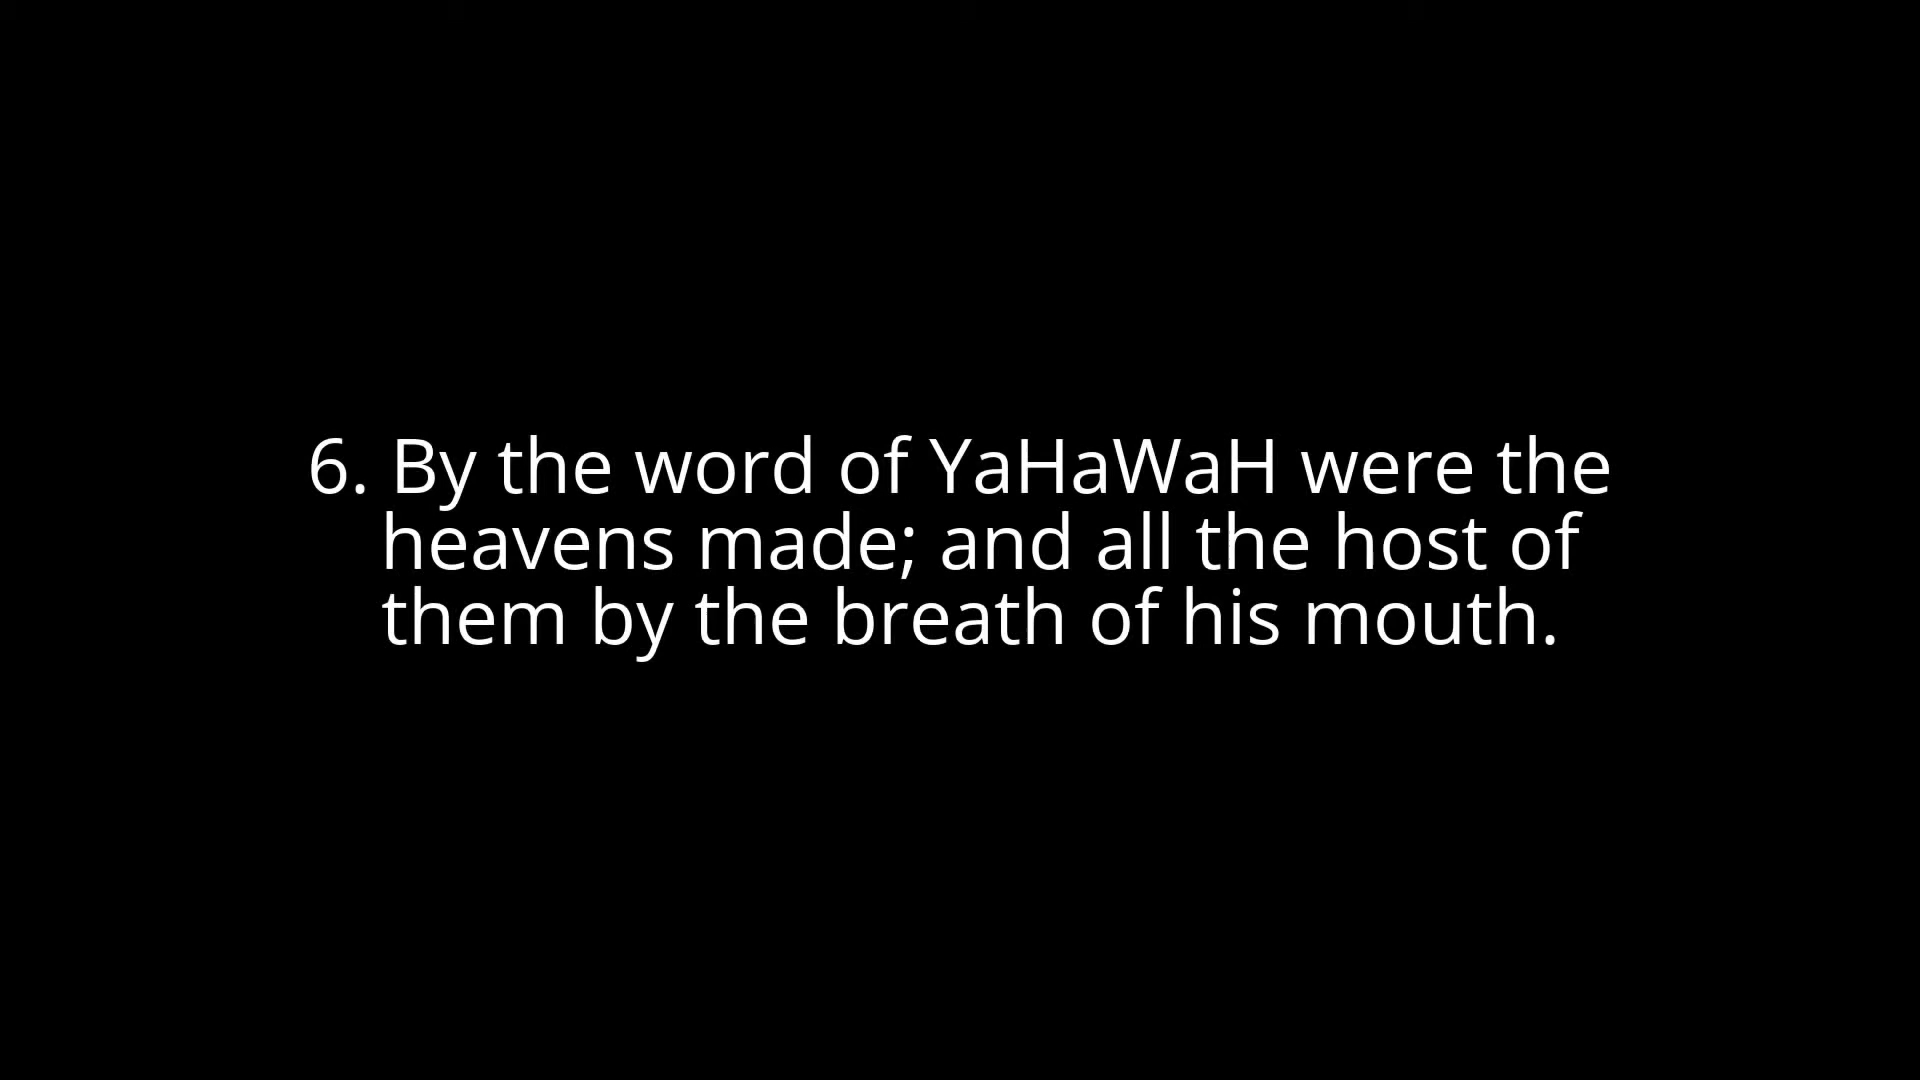 6. By the word of YaHaWaH were the
heavens made; and all the host of
them by the breath of his mouth.